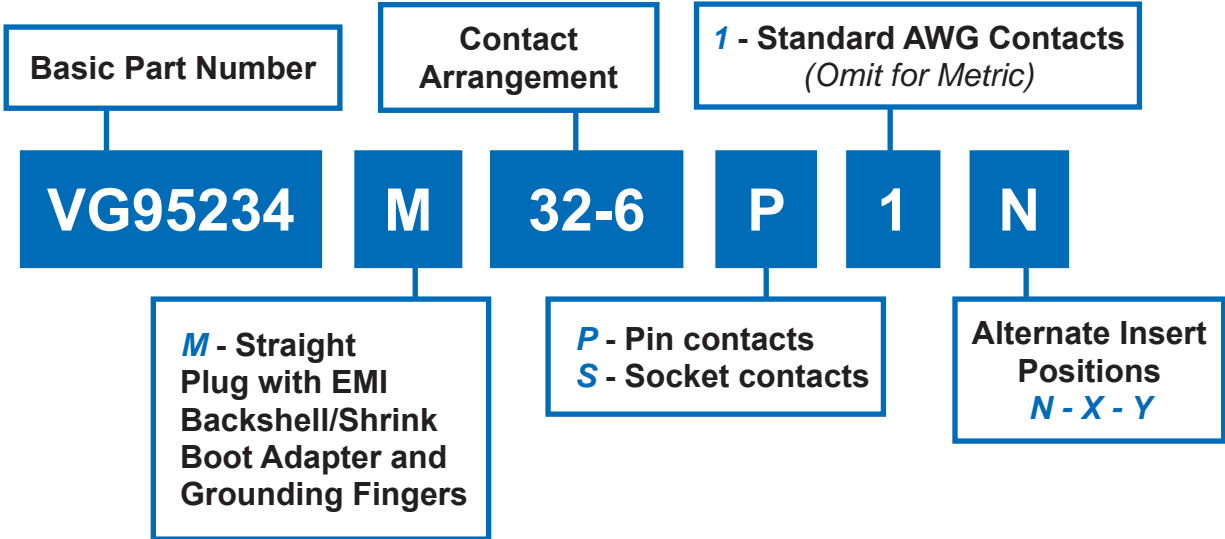 Basic Part Number
Contact
Arrangement
1 - Standard AWG Contacts
(Omit for Metric)
VG95234 M 32-6 P 1 N
M - Straight
Plug with EMI
Backshell/Shrink
Boot Adapter and
Grounding Fingers
P - Pin contacts
S - Socket contacts
Alternate Insert
Positions
N - X - Y